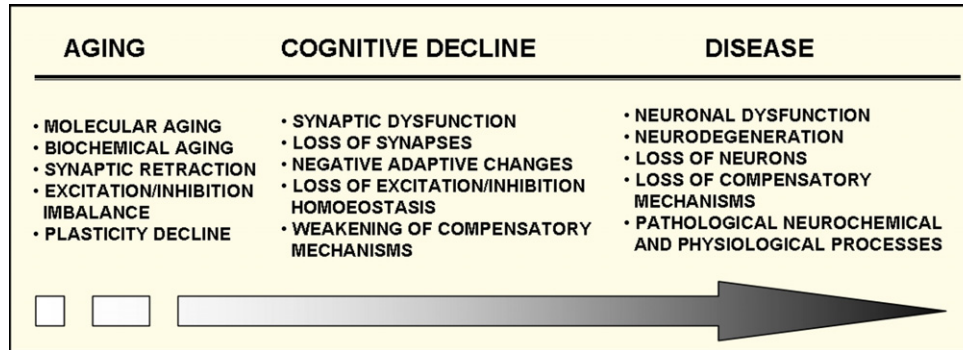 AGING
COGNITIVE DECLINE
DISEASE
• MOLECULAR AGING
• BIOCHEMICAL AGING
• SYNAPTIC RETRACTION
• EXCITATION/INHIBITION
IMBALANCE
• PLASTICITY DECLINE
• SYNAPTIC DYSFUNCTION
• LOSS OF SYNAPSES
• NEGATIVE ADAPTIVE CHANGES
• LOSS OF EXCITATION/INHIBITION
HOMOEOSTASIS
• WEAKENING OF COMPENSATORY
MECHANISMS
• NEURONAL DYSFUNCTION
• NEURODEGENERATION
• LOSS OF NEURONS
• LOSS OF COMPENSATORY
MECHANISMS
• PATHOLOGICAL NEUROCHEMICAL
AND PHYSIOLOGICAL PROCESSES